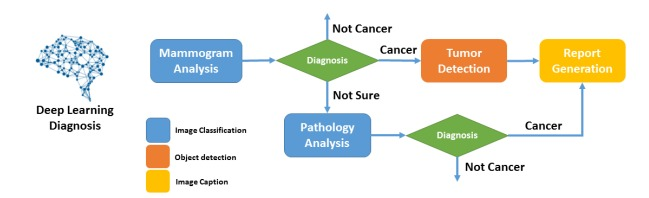 Not Cancer
Mammogram
Analysis
Diagnosis
Cancer
Tumor
Detection
Report
Generation
Not Sure
Deep Learning
Diagnosis
Pathology
Analysis
Diagnosis
Cancer
Not Cancer
Image Classification
Object detection
Image Caption